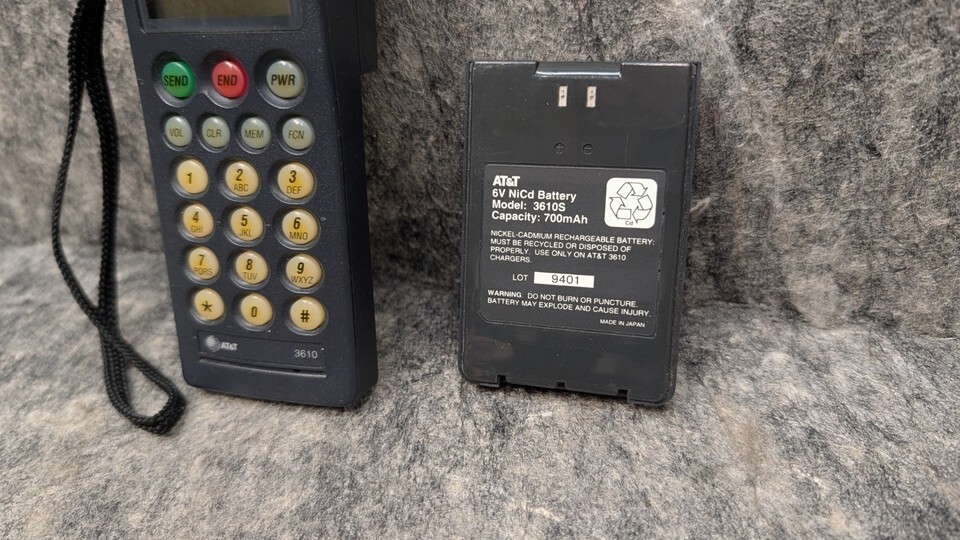 SEND END PWR
VOL CLR MEM FCN
1 2 ABC 3 DEF
4 GHI 5 JKL 6 MNO
7 PQRS 8 TUV 9 WXYZ
* 0 #
AT&T 3610
AT&T
6V NiCd Battery
Model: 3610S
Capacity: 700mAh
Cd
NICKEL-CADMIUM RECHARGEABLE BATTERY:
MUST BE RECYCLED OR DISPOSED OF
PROPERLY. USE ONLY ON AT&T 3610
CHARGERS.
LOT 9401
WARNING: DO NOT BURN OR PUNCTURE.
BATTERY MAY EXPLODE AND CAUSE INJURY.
MADE IN JAPAN